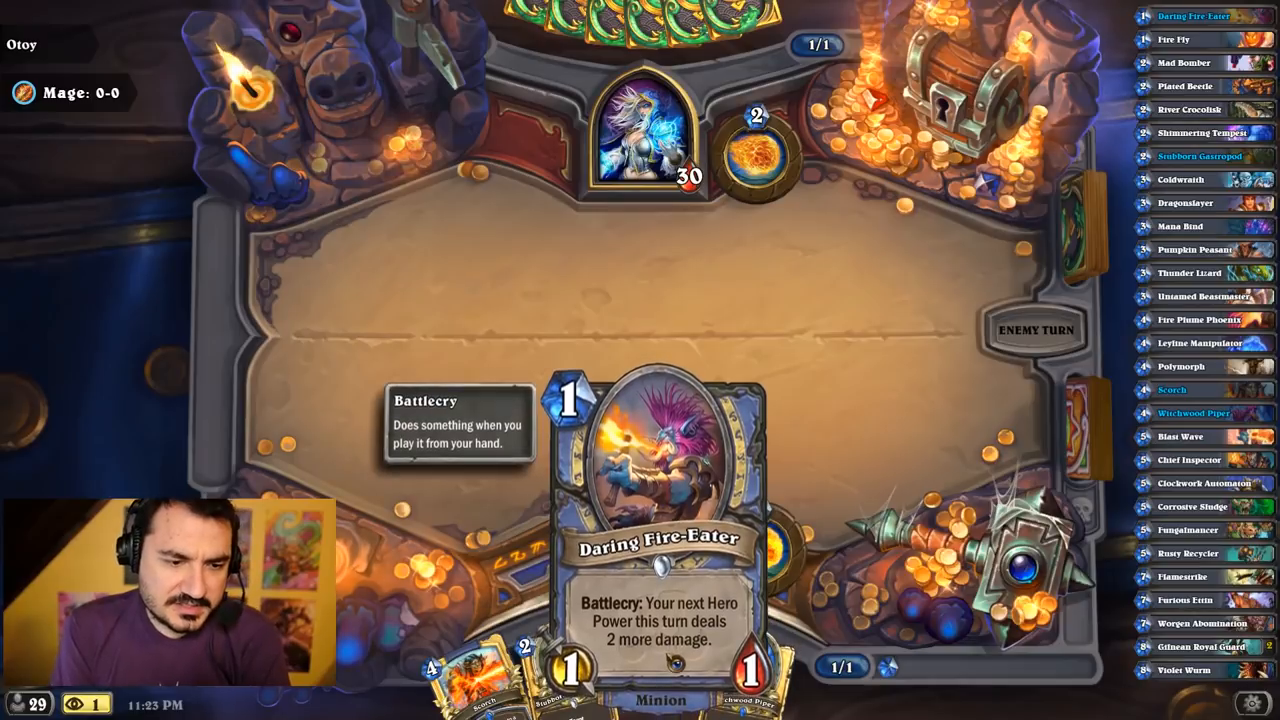 Otoy
1/1
Mage: 0-0
2
30
ENEMY TURN
Battlecry
Does something when you
play it from your hand.
1
Daring Fire-Eater
Battlecry: Your next Hero
Power this turn deals
2 more damage.
1
1
Minion
4
Scorch
2
chwood Piper
1/1
29
1
11:23 PM
1 Daring Fire-Eater
1 Fire Fly
2 Mad Bomber
2 Plated Beetle
2 River Crocolisk
2 Shimmering Tempest
2 Stubborn Gastropod
3 Coldwraith
3 Dragonslayer
3 Mana Bind
3 Pumpkin Peasant
3 Thunder Lizard
3 Untamed Beastmaster
4 Fire Plume Phoenix
4 Leyline Manipulator
4 Polymorph
4 Scorch
4 Witchwood Piper
5 Blast Wave
5 Chief Inspector
5 Clockwork Automaton
5 Corrosive Sludge
5 Fungalmancer
5 Rusty Recycler
7 Flamestrike
7 Furious Ettin
7 Worgen Abomination
8 Gilnean Royal Guard 2
8 Violet Wurm